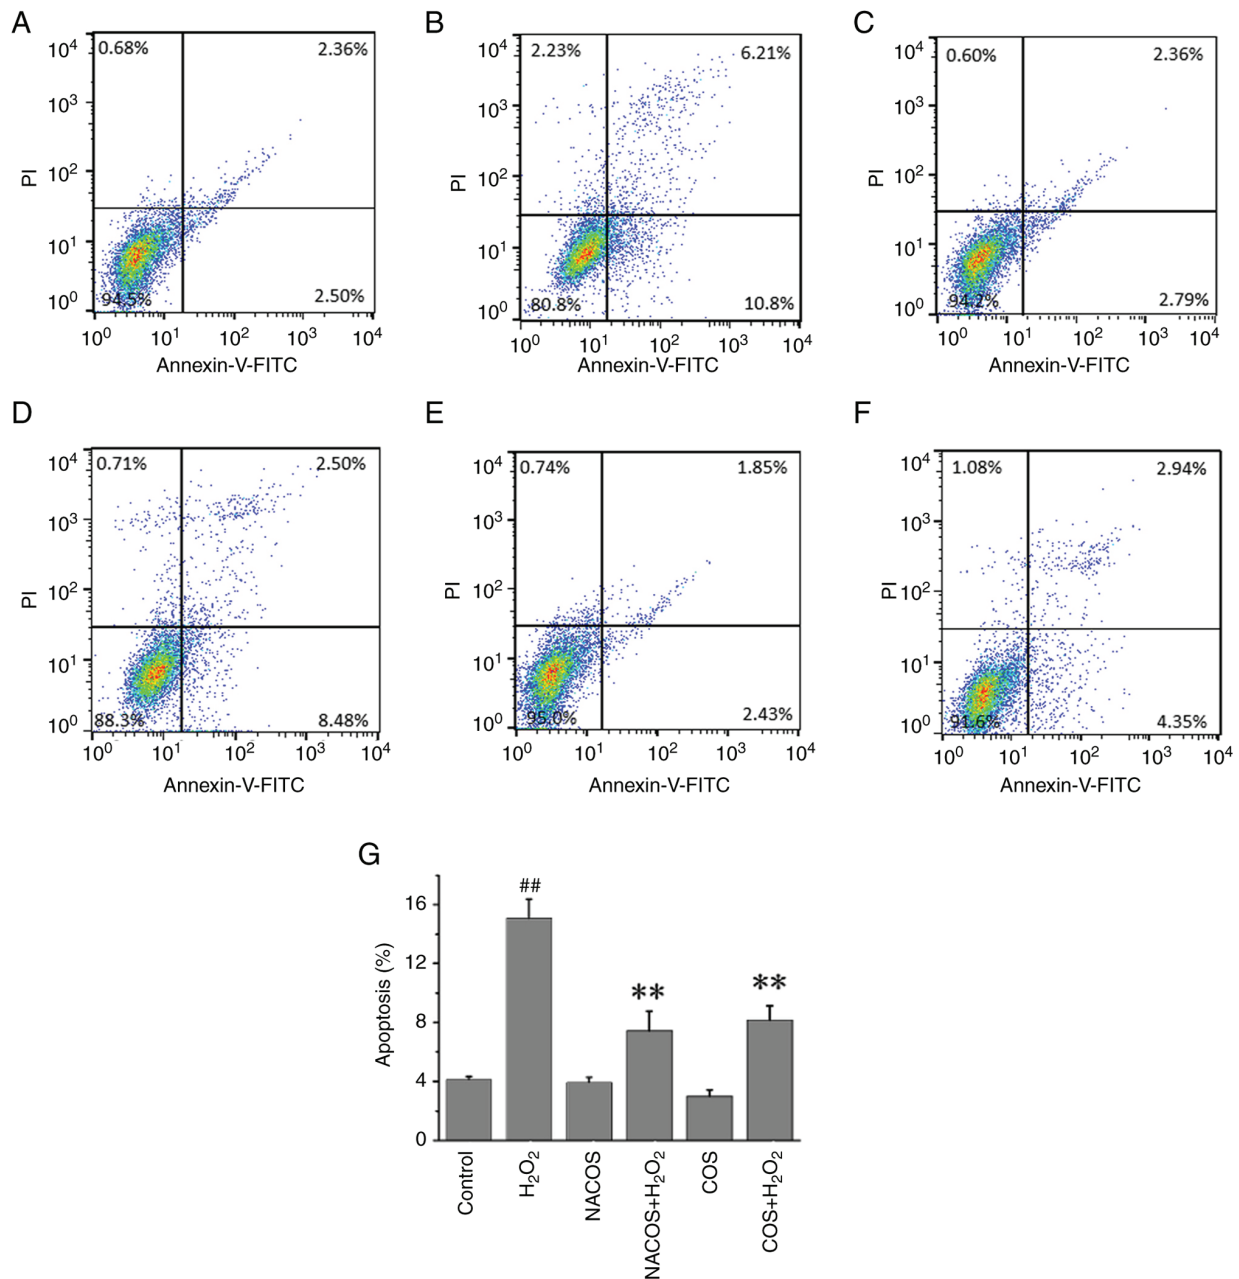 A
10⁴
10³
10²
10¹
10⁰
PI
0.68%
2.36%
94.5%
2.50%
10⁰ 10¹ 10² 10³ 10⁴
Annexin-V-FITC
B
10⁴
10³
10²
10¹
10⁰
PI
2.23%
6.21%
80.8%
10.8%
10⁰ 10¹ 10² 10³ 10⁴
Annexin-V-FITC
C
10⁴
10³
10²
10¹
10⁰
PI
0.60%
2.36%
94.2%
2.79%
10⁰ 10¹ 10² 10³ 10⁴
Annexin-V-FITC
D
10⁴
10³
10²
10¹
10⁰
PI
0.71%
2.50%
88.3%
8.48%
10⁰ 10¹ 10² 10³ 10⁴
Annexin-V-FITC
E
10⁴
10³
10²
10¹
10⁰
PI
0.74%
1.85%
95.0%
2.43%
10⁰ 10¹ 10² 10³ 10⁴
Annexin-V-FITC
F
10⁴
10³
10²
10¹
10⁰
PI
1.08%
2.94%
91.6%
4.35%
10⁰ 10¹ 10² 10³ 10⁴
Annexin-V-FITC
G
Apoptosis (%)
16
12
8
4
0
##
**
**
Control
H₂O₂
NACOS
NACOS+H₂O₂
COS
COS+H₂O₂